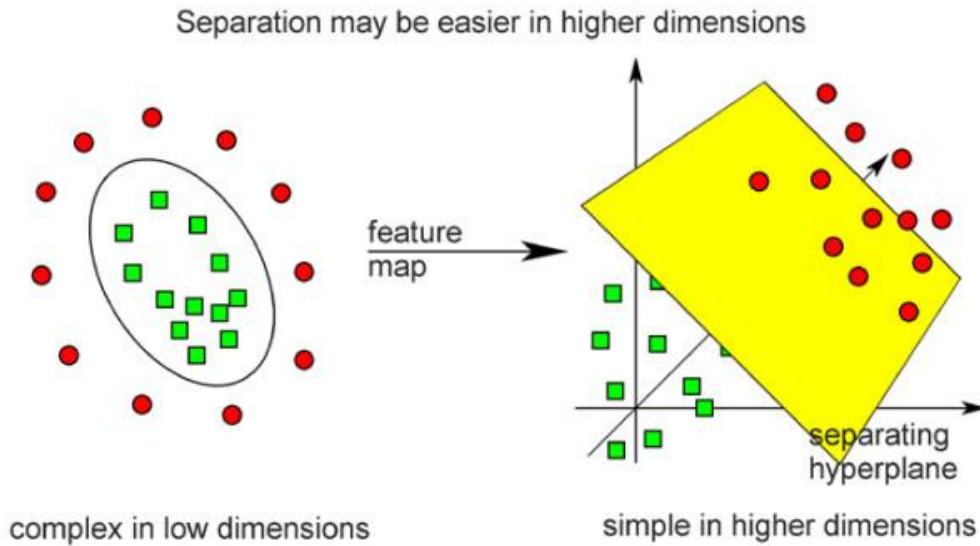 Separation may be easier in higher dimensions
feature
map
separating
hyperplane
complex in low dimensions
simple in higher dimensions